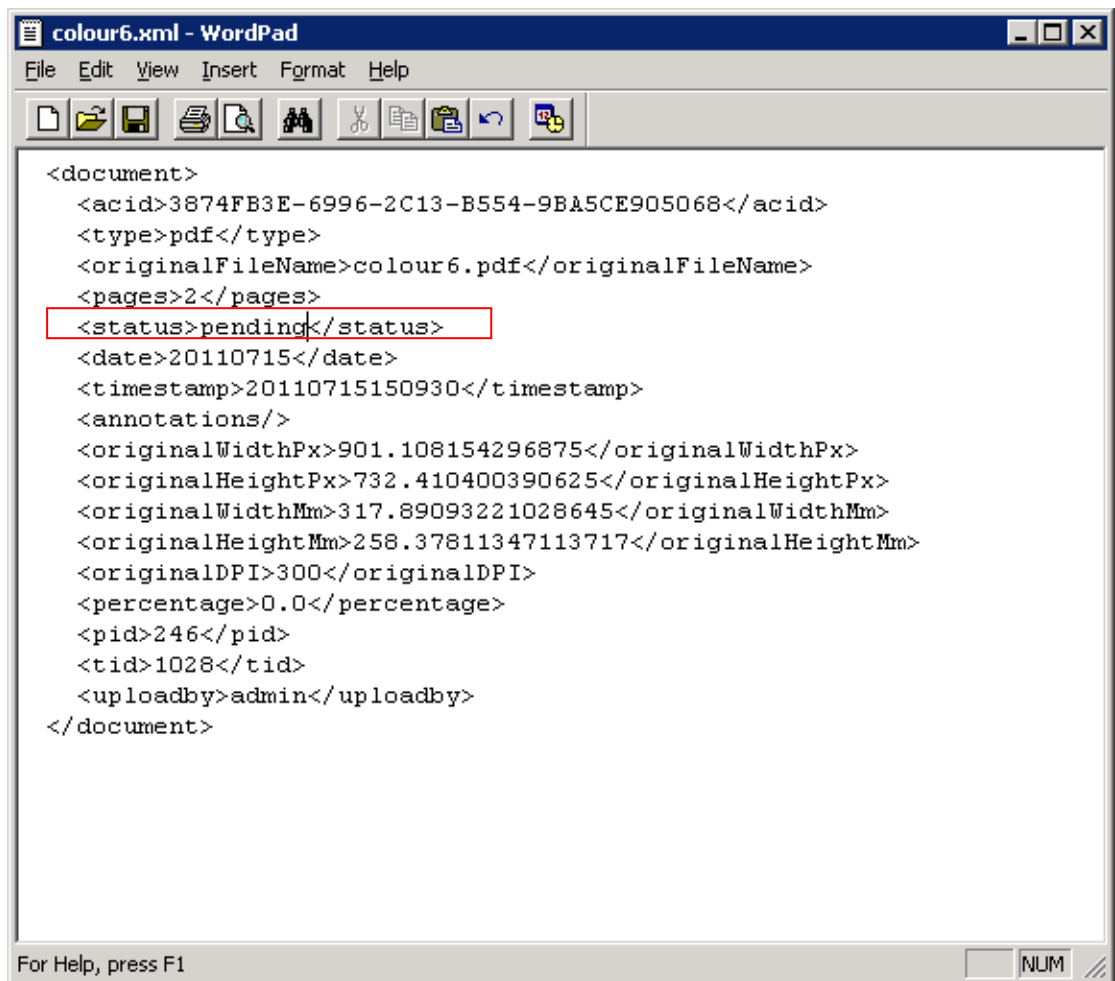 colour6.xml - WordPad
File Edit View Insert Format Help
<document>
<acid>3874FB3E-6996-2C13-B554-9BA5CE905068</acid>
<type>pdf</type>
<originalFileName>colour6.pdf</originalFileName>
<pages>2</pages>
<status>pending</status>
<date>20110715</date>
<timestamp>20110715150930</timestamp>
<annotations/>
<originalWidthPx>901.108154296875</originalWidthPx>
<originalHeightPx>732.410400390625</originalHeightPx>
<originalWidthMm>317.89093221028645</originalWidthMm>
<originalHeightMm>258.37811347113717</originalHeightMm>
<originalDPI>300</originalDPI>
<percentage>0.0</percentage>
<pid>246</pid>
<tid>1028</tid>
<uploadby>admin</uploadby>
</document>
For Help, press F1 NUM